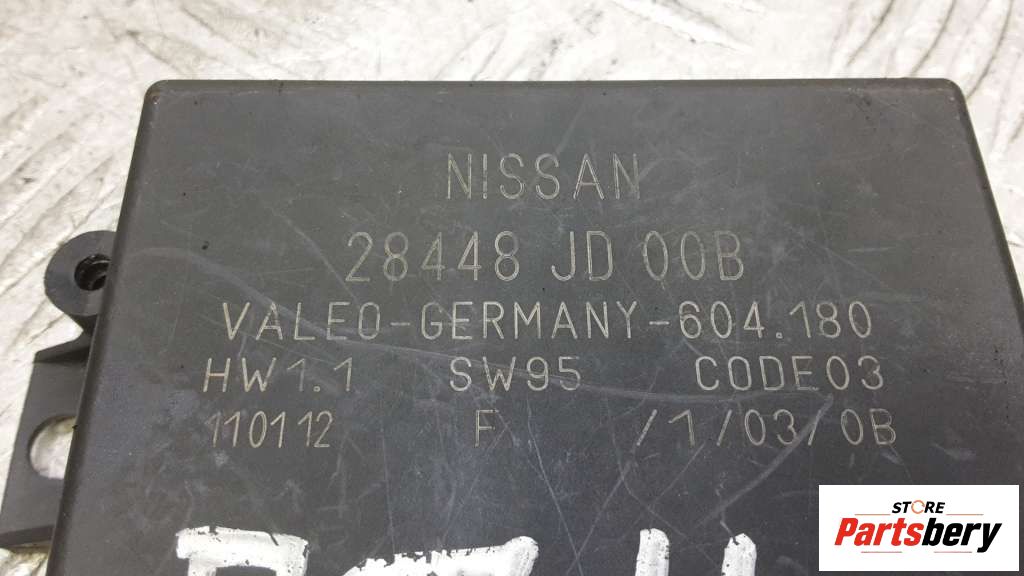 NISSAN
28448 JD 00B
VALEO-GERMANY-604.180
HW1.1 SW95 CODE03
110112 F /1/03/0B
STORE
Partsbery